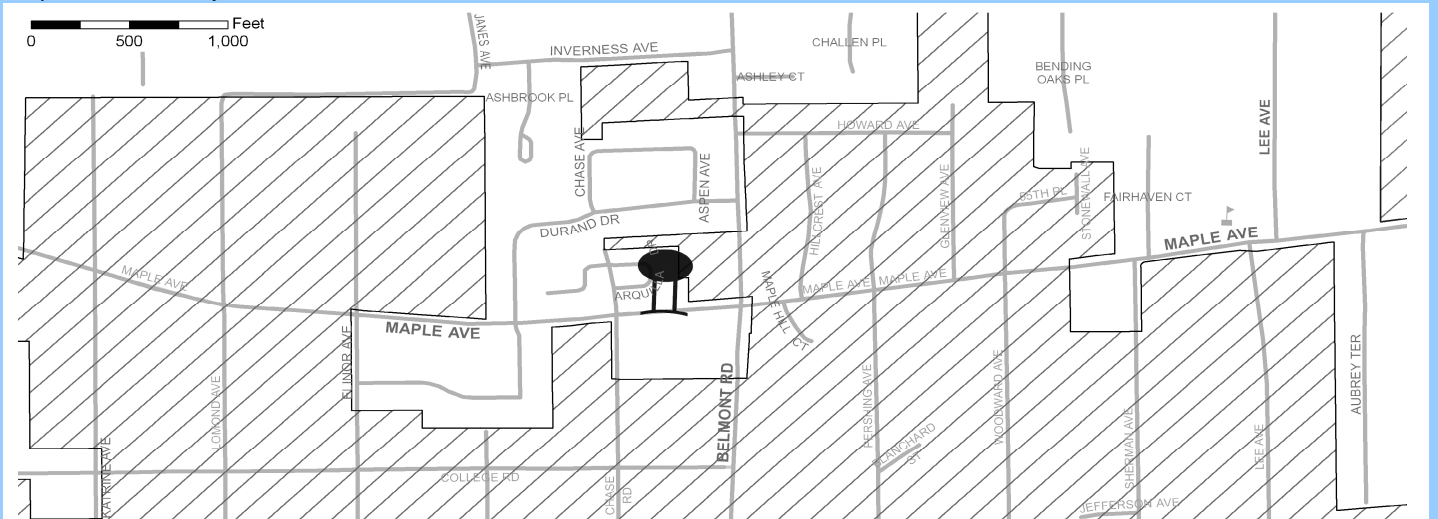 Feet
0 500 1,000
JANES AVE
INVERNESS AVE
CHALLEN PL
ASHLEY CT
BENDING
OAKS PL
ASHBROOK PL
LEE AVE
HOWARD AVE
CHASE AVE
ASPEN AVE
HILLCREST AVE
GLENVIEW AVE
STONEWALL AVE
55TH PL
FAIRHAVEN CT
DURAND DR
DR
ARQUILLA
MAPLE AVE
MAPLE AVE
MAPLE AVE
MAPLE AVE
MAPLE AVE
MAPLE HILL CT
ELINOR AVE
LOMOND AVE
BELMONT RD
PERSHING AVE
WOODWARD AVE
AUBREY TER
BLANCHARD
ST
SHERMAN AVE
LEE AVE
KATRINE AVE
COLLEGE RD
CHASE
RD
JEFFERSON AVE